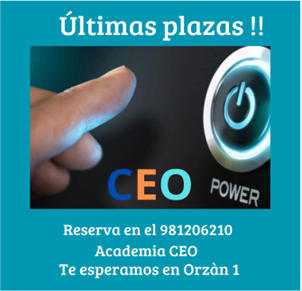 Últimas plazas !!
CEO
POWER
Reserva en el 981206210
Academia CEO
Te esperamos en Orzàn 1